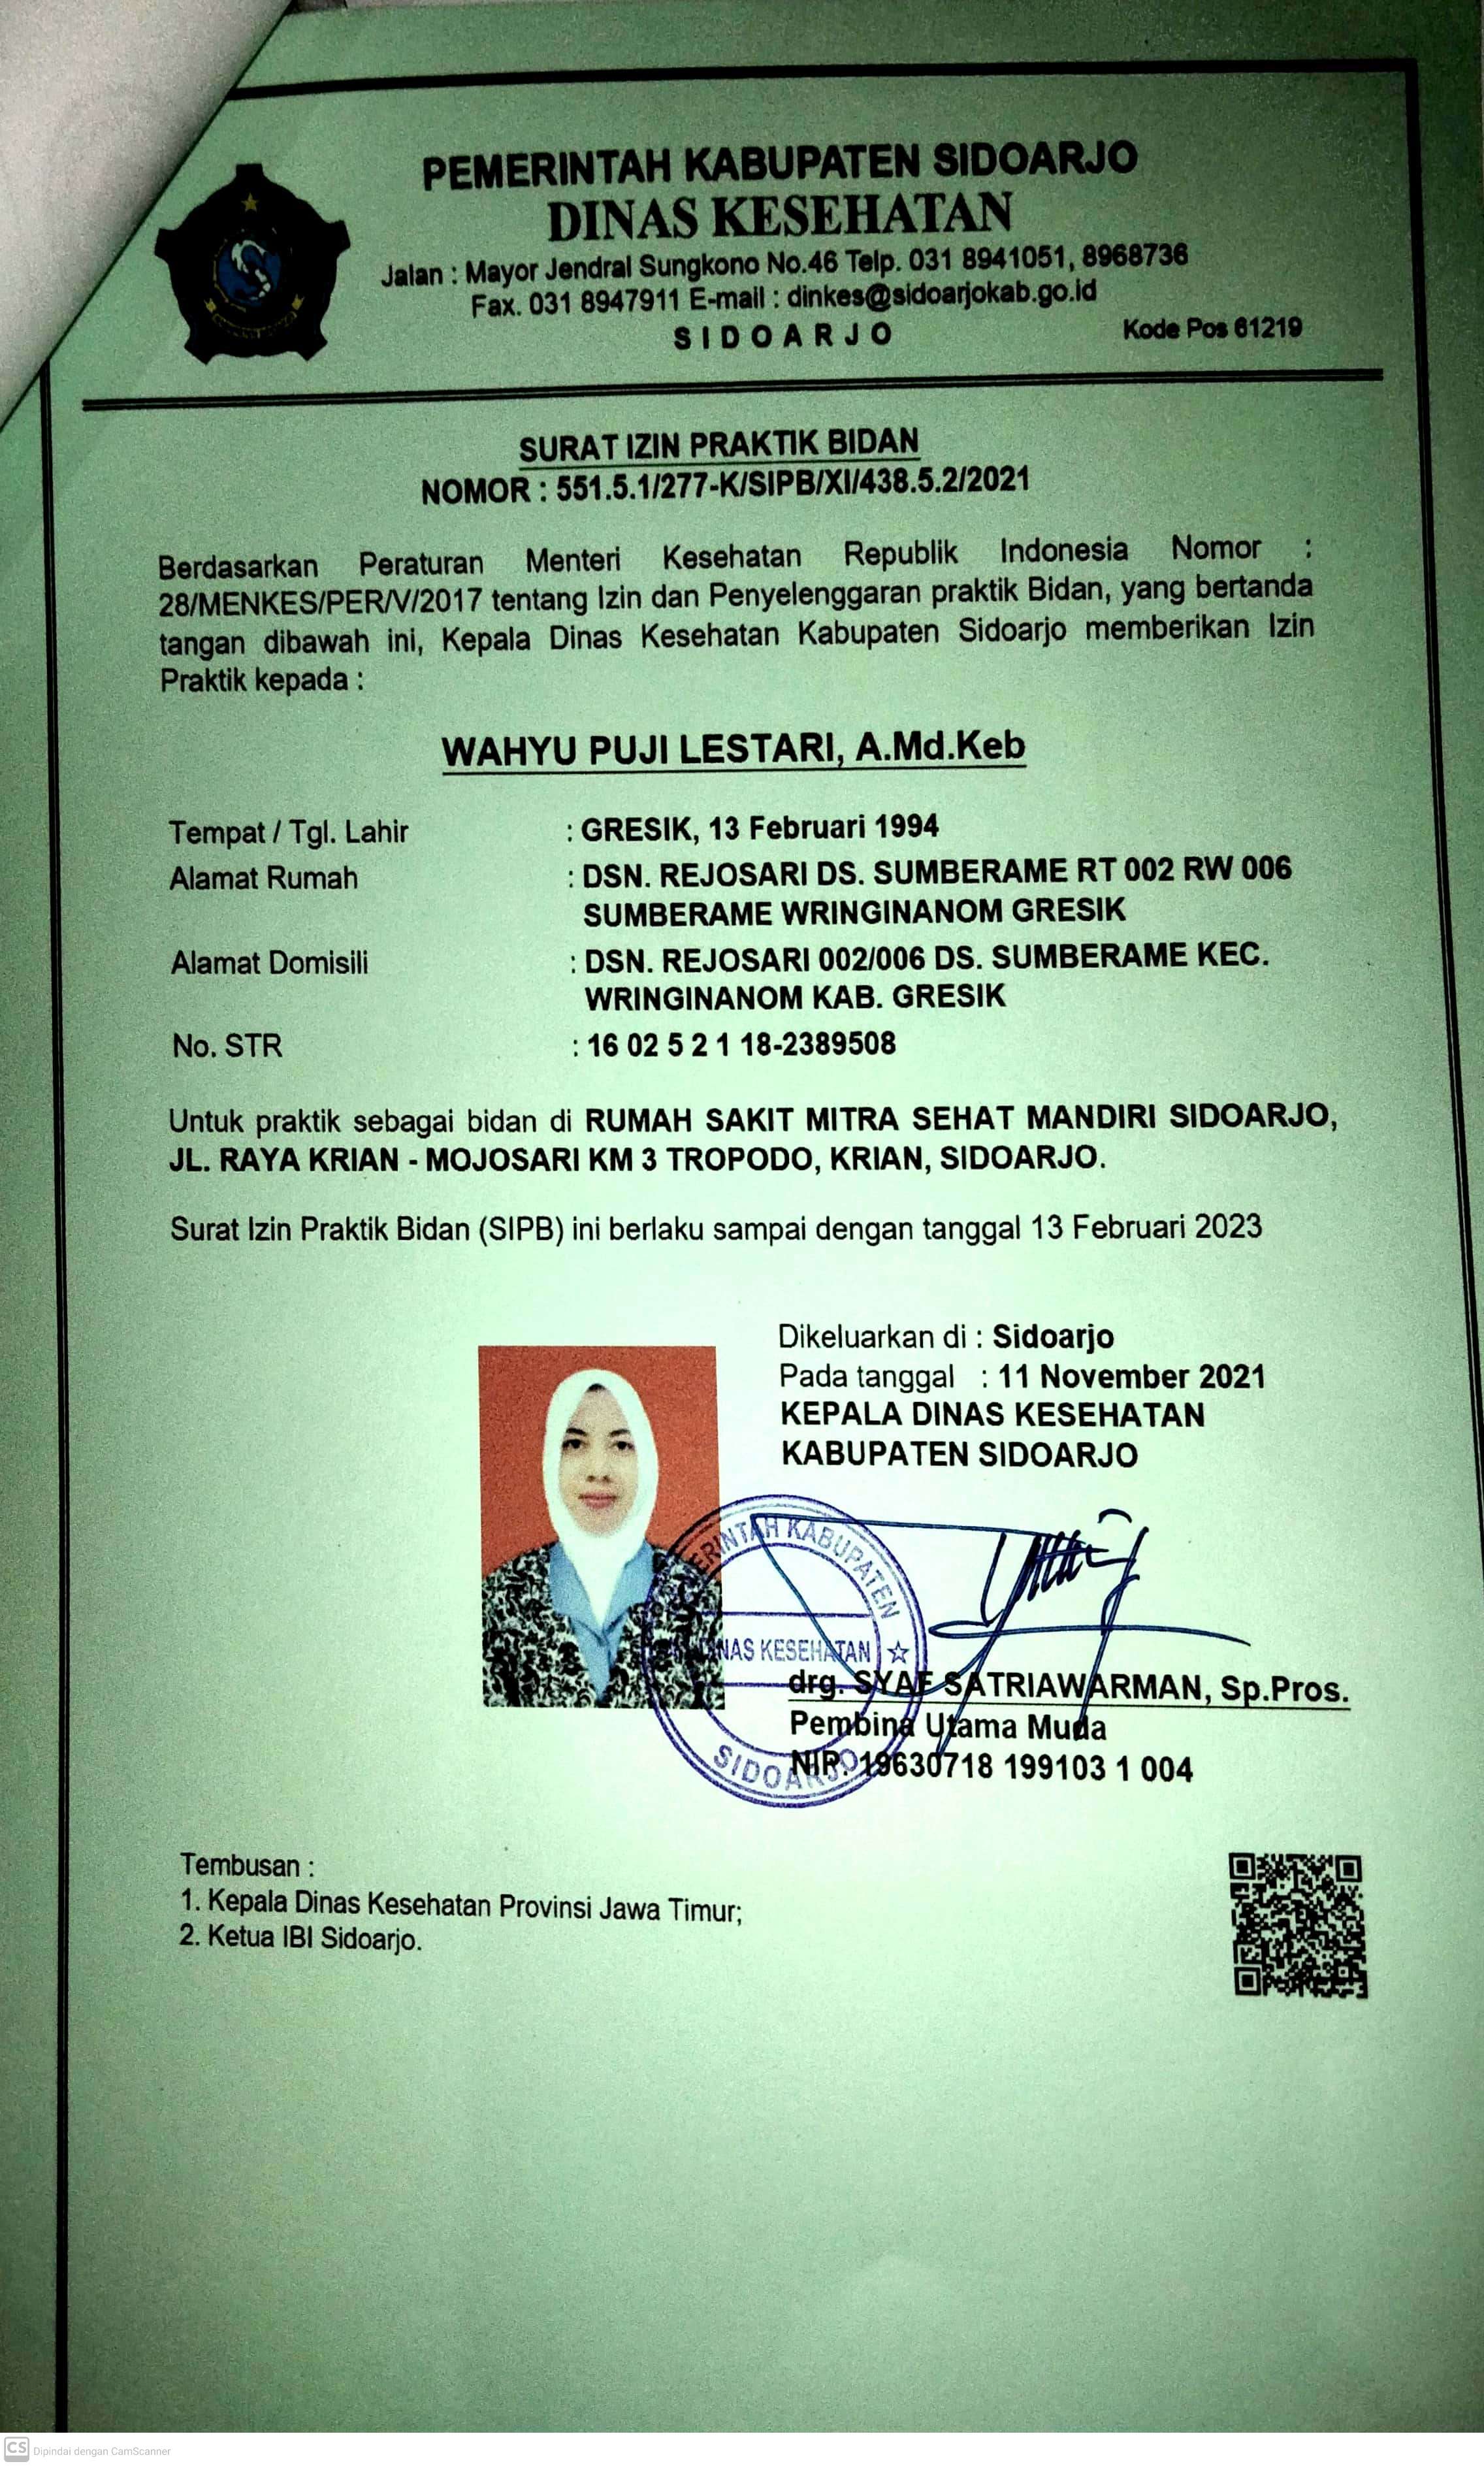 PEMERINTAH KABUPATEN SIDOARJO
DINAS KESEHATAN
Jalan : Mayor Jendral Sungkono No.46 Telp. 031 8941051, 8968736
Fax. 031 8947911 E-mail : dinkes@sidoarjokab.go.id
SIDOARJO
Kode Pos 61219
SURAT IZIN PRAKTIK BIDAN
NOMOR : 551.5.1/277-K/SIPB/XI/438.5.2/2021
Berdasarkan Peraturan Menteri Kesehatan Republik Indonesia Nomor :
28/MENKES/PER/V/2017 tentang Izin dan Penyelenggaran praktik Bidan, yang bertanda
tangan dibawah ini, Kepala Dinas Kesehatan Kabupaten Sidoarjo memberikan Izin
Praktik kepada :
WAHYU PUJI LESTARI, A.Md.Keb
Tempat / Tgl. Lahir : GRESIK, 13 Februari 1994
Alamat Rumah : DSN. REJOSARI DS. SUMBERAME RT 002 RW 006
SUMBERAME WRINGINANOM GRESIK
Alamat Domisili : DSN. REJOSARI 002/006 DS. SUMBERAME KEC.
WRINGINANOM KAB. GRESIK
No. STR : 16 02 5 2 1 18-2389508
Untuk praktik sebagai bidan di RUMAH SAKIT MITRA SEHAT MANDIRI SIDOARJO,
JL. RAYA KRIAN - MOJOSARI KM 3 TROPODO, KRIAN, SIDOARJO.
Surat Izin Praktik Bidan (SIPB) ini berlaku sampai dengan tanggal 13 Februari 2023
Dikeluarkan di : Sidoarjo
Pada tanggal : 11 November 2021
KEPALA DINAS KESEHATAN
KABUPATEN SIDOARJO
ERINTAH KABUPATEN
DINAS KESEHATAN
SIDOARJO
drg. SYAF SATRIAWARMAN, Sp.Pros.
Pembina Utama Muda
NIP. 19630718 199103 1 004
Tembusan :
1. Kepala Dinas Kesehatan Provinsi Jawa Timur;
2. Ketua IBI Sidoarjo.
CS Dipindai dengan CamScanner